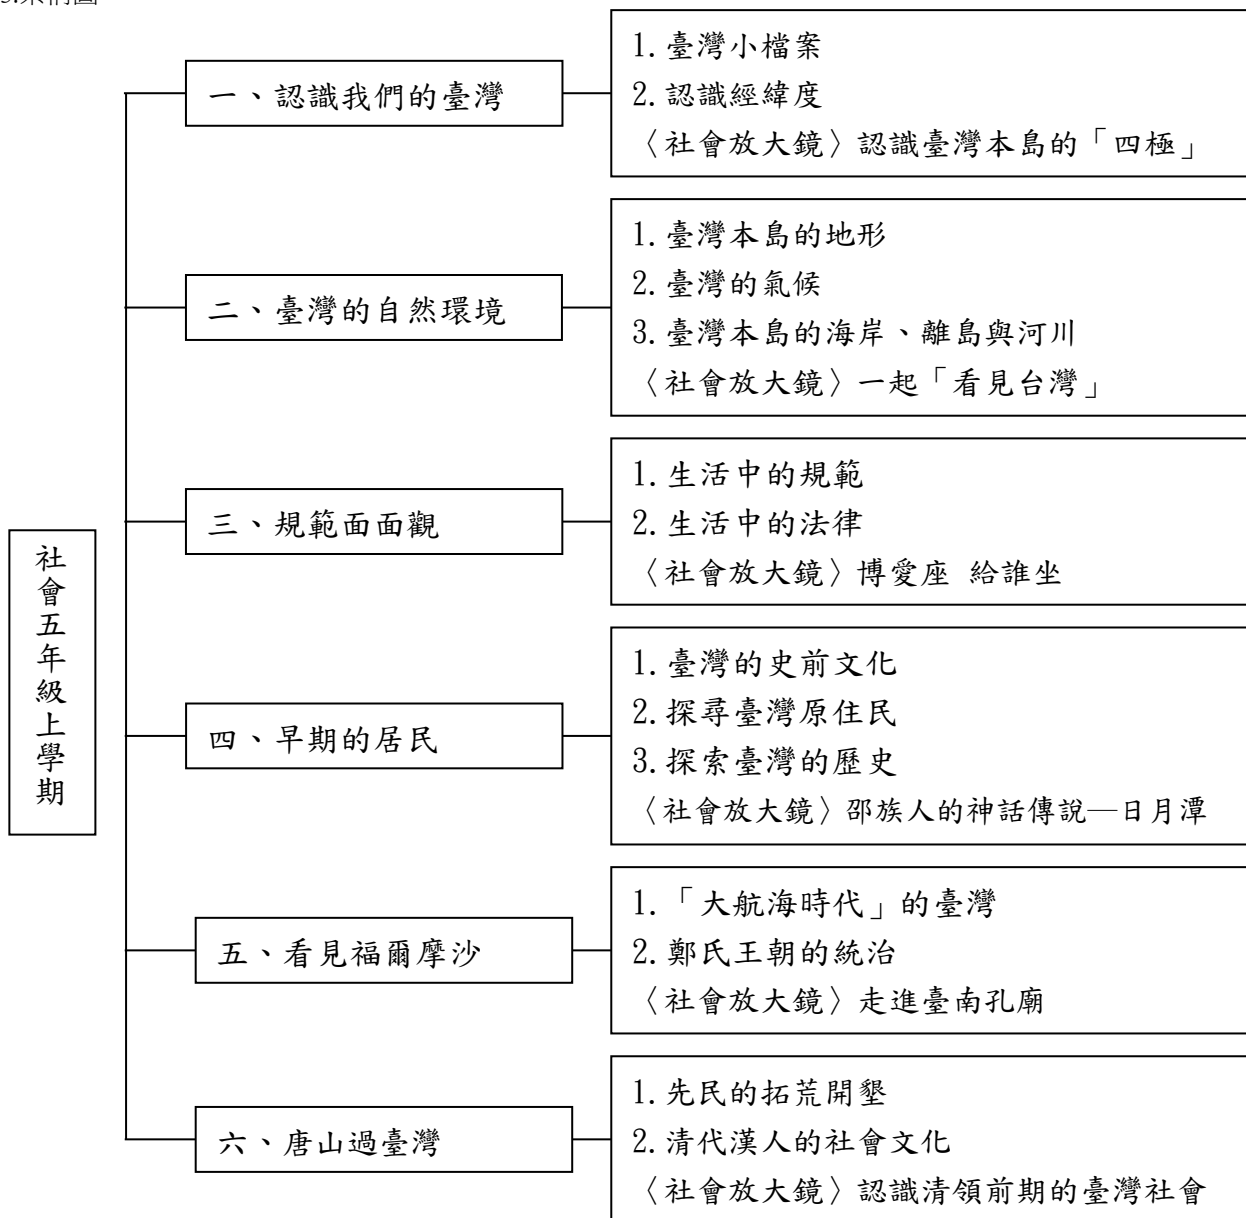 社會五年級上學期
一、認識我們的臺灣
1.臺灣小檔案
2.認識經緯度
〈社會放大鏡〉認識臺灣本島的「四極」
二、臺灣的自然環境
1.臺灣本島的地形
2.臺灣的氣候
3.臺灣本島的海岸、離島與河川
〈社會放大鏡〉一起「看見台灣」
三、規範面面觀
1.生活中的規範
2.生活中的法律
〈社會放大鏡〉博愛座 給誰坐
四、早期的居民
1.臺灣的史前文化
2.探尋臺灣原住民
3.探索臺灣的歷史
〈社會放大鏡〉邵族人的神話傳說─日月潭
五、看見福爾摩沙
1.「大航海時代」的臺灣
2.鄭氏王朝的統治
〈社會放大鏡〉走進臺南孔廟
六、唐山過臺灣
1.先民的拓荒開墾
2.清代漢人的社會文化
〈社會放大鏡〉認識清領前期的臺灣社會